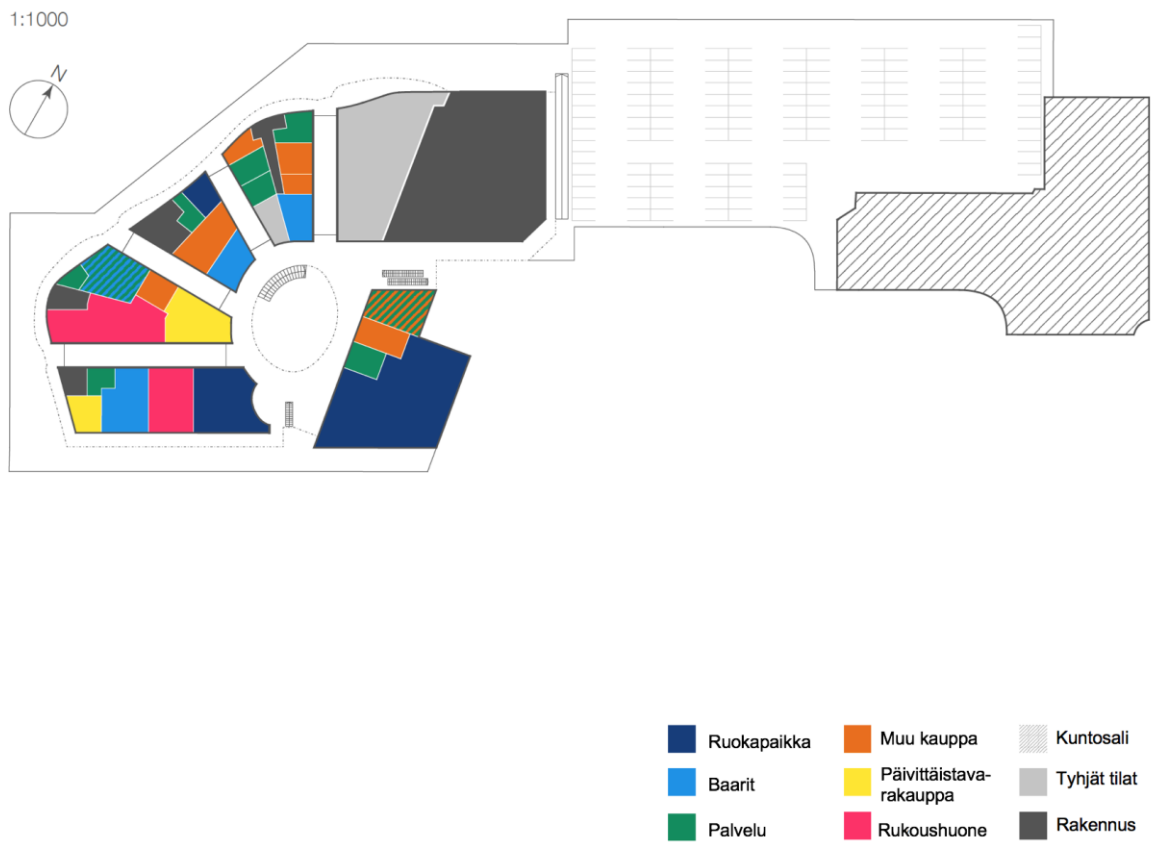 1:1000
N
Ruokapaikka
Baarit
Palvelu
Muu kauppa
Päivittäistava-
rakauppa
Rukoushuone
Kuntosali
Tyhjät tilat
Rakennus